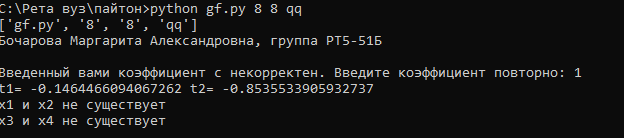 C:\Рета вуз\пайтон>python gf.py 8 8 qq
['gf.py', '8', '8', 'qq']
Бочарова Маргарита Александровна, группа РТ5-51Б
Введенный вами коэффициент с некорректен. Введите коэффициент повторно: 1
t1= -0.1464466094067262 t2= -0.8535533905932737
x1 и x2 не существует
x3 и x4 не существует